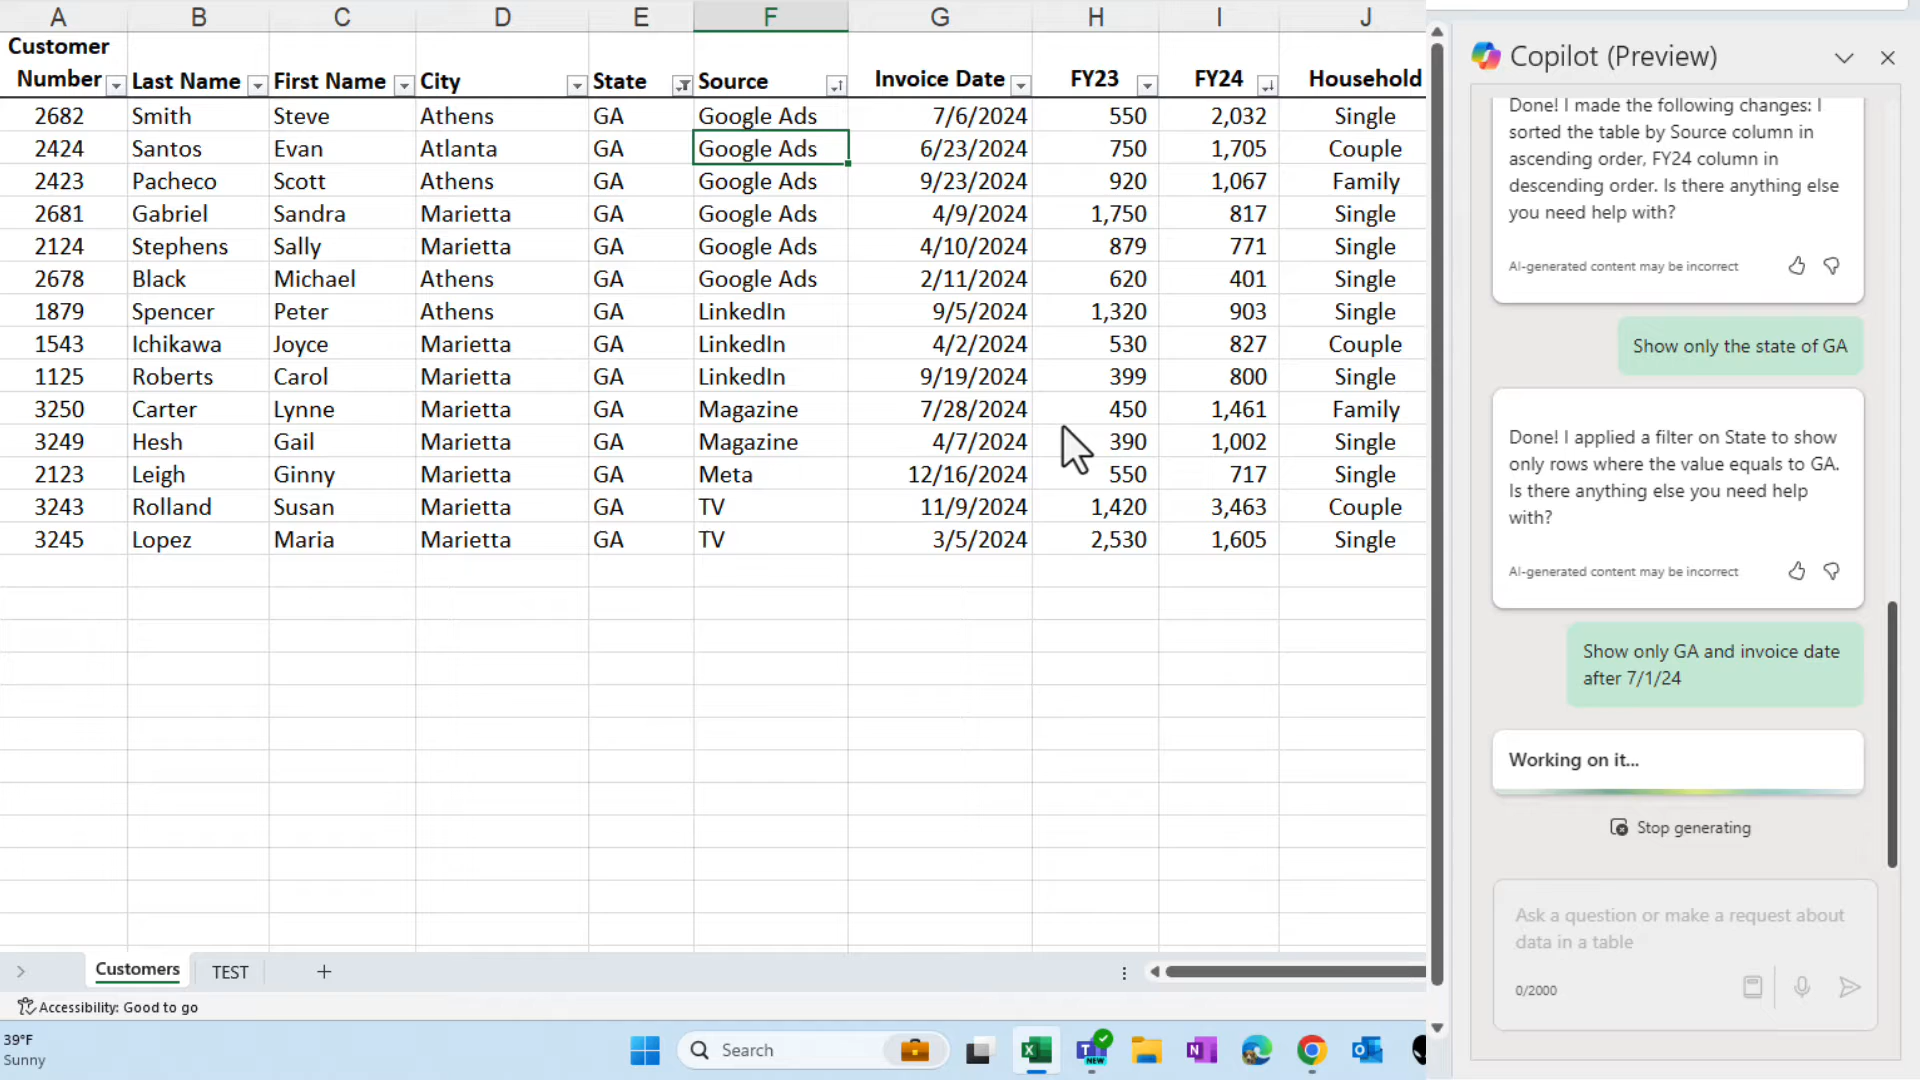 A B C D E F G H I J
Customer
Number Last Name First Name City State Source Invoice Date FY23 FY24 Household
2682 Smith Steve Athens GA Google Ads 7/6/2024 550 2,032 Single
2424 Santos Evan Atlanta GA Google Ads 6/23/2024 750 1,705 Couple
2423 Pacheco Scott Athens GA Google Ads 9/23/2024 920 1,067 Family
2681 Gabriel Sandra Marietta GA Google Ads 4/9/2024 1,750 817 Single
2124 Stephens Sally Marietta GA Google Ads 4/10/2024 879 771 Single
2678 Black Michael Athens GA Google Ads 2/11/2024 620 401 Single
1879 Spencer Peter Athens GA LinkedIn 9/5/2024 1,320 903 Single
1543 Ichikawa Joyce Marietta GA LinkedIn 4/2/2024 530 827 Couple
1125 Roberts Carol Marietta GA LinkedIn 9/19/2024 399 800 Single
3250 Carter Lynne Marietta GA Magazine 7/28/2024 450 1,461 Family
3249 Hesh Gail Marietta GA Magazine 4/7/2024 390 1,002 Single
2123 Leigh Ginny Marietta GA Meta 12/16/2024 550 717 Single
3243 Rolland Susan Marietta GA TV 11/9/2024 1,420 3,463 Couple
3245 Lopez Maria Marietta GA TV 3/5/2024 2,530 1,605 Single
Customers TEST
Accessibility: Good to go
39°F
Sunny
Search
NEW
Copilot (Preview)
Done! I made the following changes: I
sorted the table by Source column in
ascending order, FY24 column in
descending order. Is there anything else
you need help with?
AI-generated content may be incorrect
Show only the state of GA
Done! I applied a filter on State to show
only rows where the value equals to GA.
Is there anything else you need help
with?
AI-generated content may be incorrect
Show only GA and invoice date
after 7/1/24
Working on it...
Stop generating
Ask a question or make a request about
data in a table
0/2000